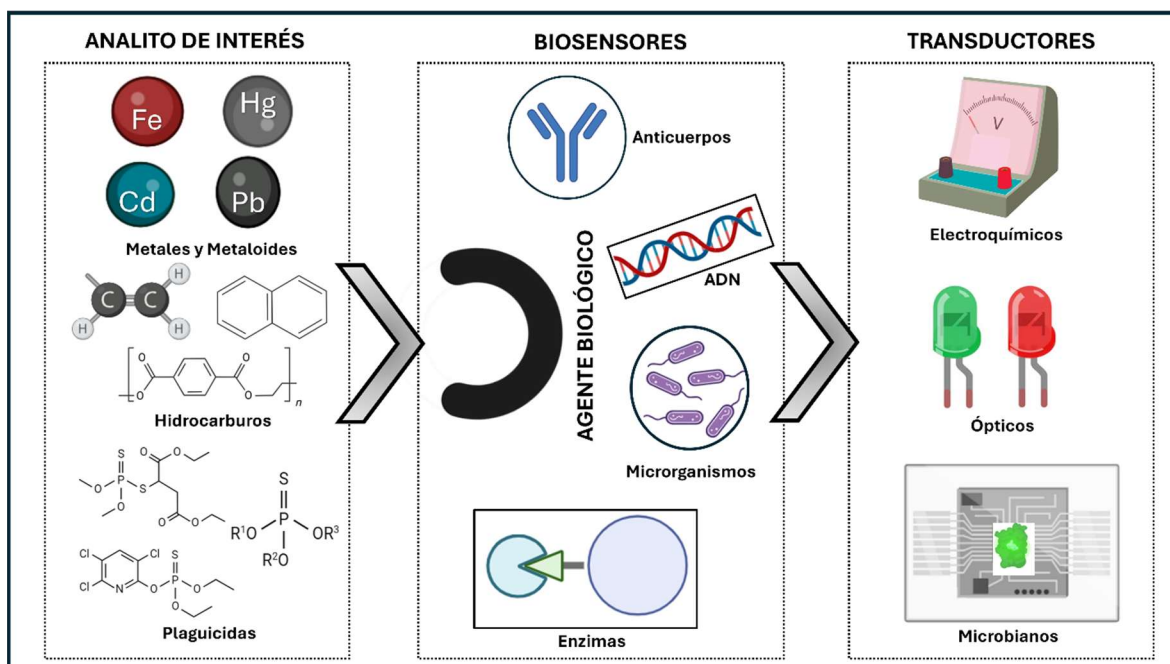 ANALITO DE INTERÉS
Fe
Hg
Cd
Pb
Metales y Metaloides
H
C
C
H
H
O
O
O
O
n
Hidrocarburos
S
O
O
P
S
O
O
O
O
S
R¹O
P
OR³
R²O
Cl
Cl
S
Cl
N
O
P
O
O
Plaguicidas
BIOSENSORES
Anticuerpos
AGENTE BIOLÓGICO
ADN
Microrganismos
Enzimas
TRANSDUCTORES
V
Electroquímicos
Ópticos
Microbianos